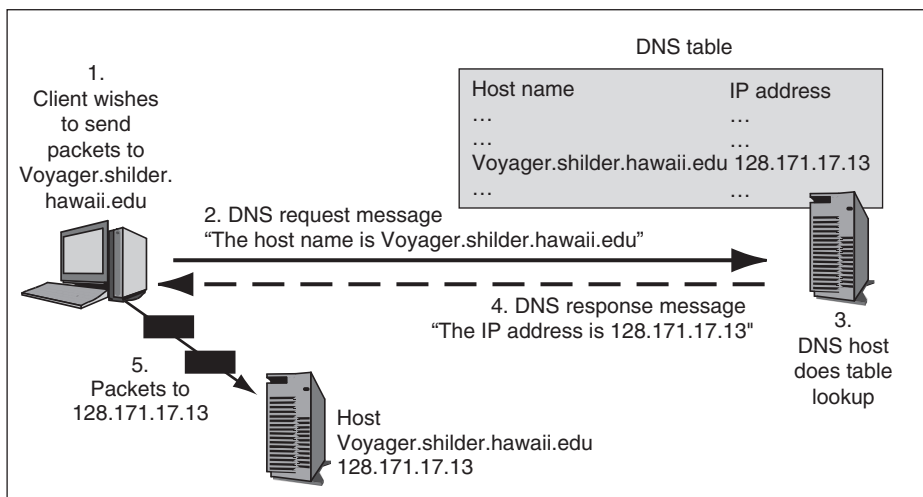 DNS table
Host name IP address
… …
… …
Voyager.shilder.hawaii.edu 128.171.17.13
… …
1.
Client wishes
to send
packets to
Voyager.shilder.
hawaii.edu
2. DNS request message
“The host name is Voyager.shilder.hawaii.edu”
4. DNS response message
“The IP address is 128.171.17.13"
3.
DNS host
does table
lookup
5.
Packets to
128.171.17.13
Host
Voyager.shilder.hawaii.edu
128.171.17.13